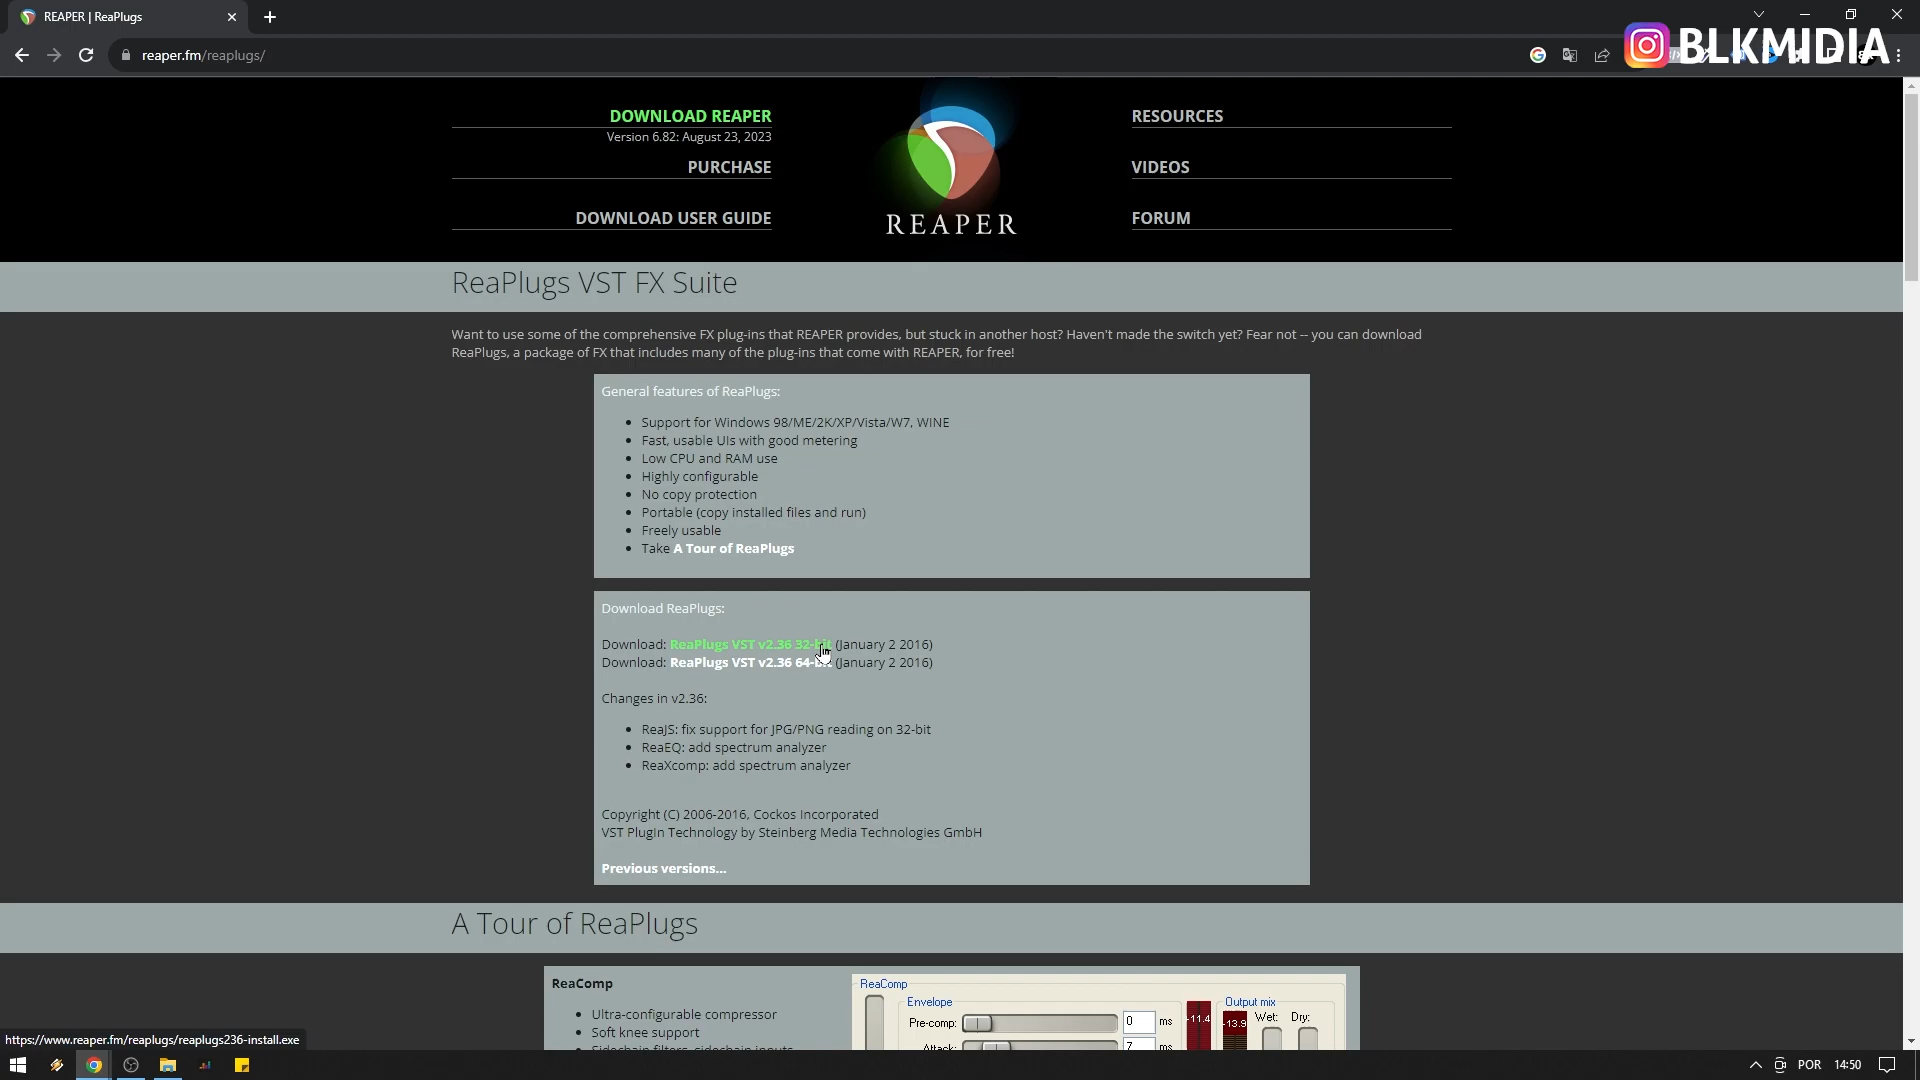 REAPER | ReaPlugs
reaper.fm/reaplugs/
BLKMIDIA
DOWNLOAD REAPER
Version 6.82: August 23, 2023
PURCHASE
DOWNLOAD USER GUIDE
REAPER
RESOURCES
VIDEOS
FORUM
ReaPlugs VST FX Suite
Want to use some of the comprehensive FX plug-ins that REAPER provides, but stuck in another host? Haven't made the switch yet? Fear not -- you can download
ReaPlugs, a package of FX that includes many of the plug-ins that come with REAPER, for free!
General features of ReaPlugs:
• Support for Windows 98/ME/2K/XP/Vista/W7, WINE
• Fast, usable UIs with good metering
• Low CPU and RAM use
• Highly configurable
• No copy protection
• Portable (copy installed files and run)
• Freely usable
• Take A Tour of ReaPlugs
Download ReaPlugs:
Download: ReaPlugs VST v2.36 32-bit (January 2 2016)
Download: ReaPlugs VST v2.36 64-bit (January 2 2016)
Changes in v2.36:
• ReaJS: fix support for JPG/PNG reading on 32-bit
• ReaEQ: add spectrum analyzer
• ReaXcomp: add spectrum analyzer
Copyright (C) 2006-2016, Cockos Incorporated
VST PlugIn Technology by Steinberg Media Technologies GmbH
Previous versions...
A Tour of ReaPlugs
ReaComp
• Ultra-configurable compressor
• Soft knee support
• Sidechain filters, sidechain inputs
ReaComp
Envelope
Pre-comp: 0 ms
Attack: 7 ms
-11.4
Output mix
-13.9
Wet: Dry:
https://www.reaper.fm/reaplugs/reaplugs236-install.exe
POR 14:50